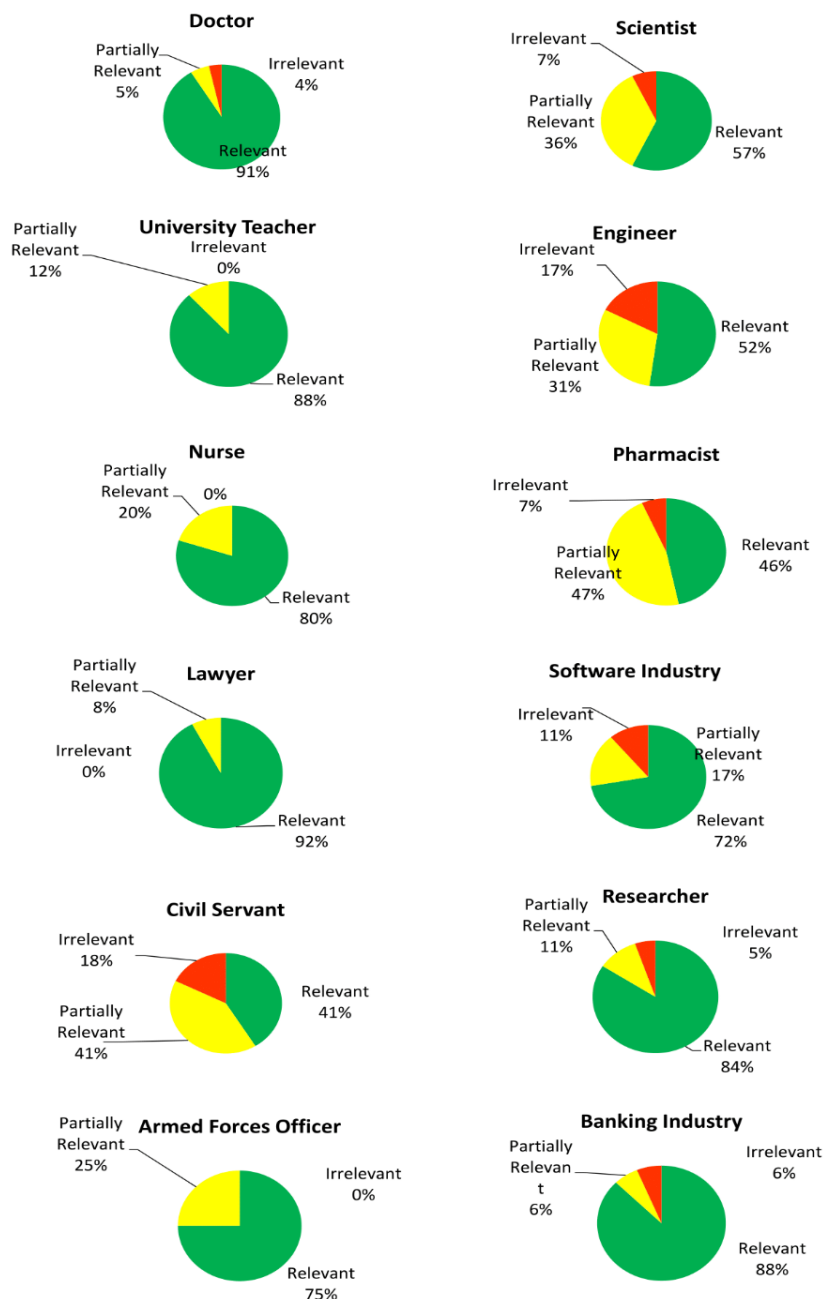 Doctor
Partially
Relevant
5%
Irrelevant
4%
Relevant
91%
Scientist
Irrelevant
7%
Partially
Relevant
36%
Relevant
57%
University Teacher
Partially
Relevant
12%
Irrelevant
0%
Relevant
88%
Engineer
Irrelevant
17%
Relevant
52%
Partially
Relevant
31%
Nurse
Partially
Relevant
20%
0%
Relevant
80%
Pharmacist
Irrelevant
7%
Relevant
46%
Partially
Relevant
47%
Lawyer
Partially
Relevant
8%
Irrelevant
0%
Relevant
92%
Software Industry
Irrelevant
11%
Partially
Relevant
17%
Relevant
72%
Civil Servant
Irrelevant
18%
Relevant
41%
Partially
Relevant
41%
Researcher
Partially
Relevant
11%
Irrelevant
5%
Relevant
84%
Armed Forces Officer
Partially
Relevant
25%
Irrelevant
0%
Relevant
75%
Banking Industry
Partially
Relevan
t
6%
Irrelevant
6%
Relevant
88%